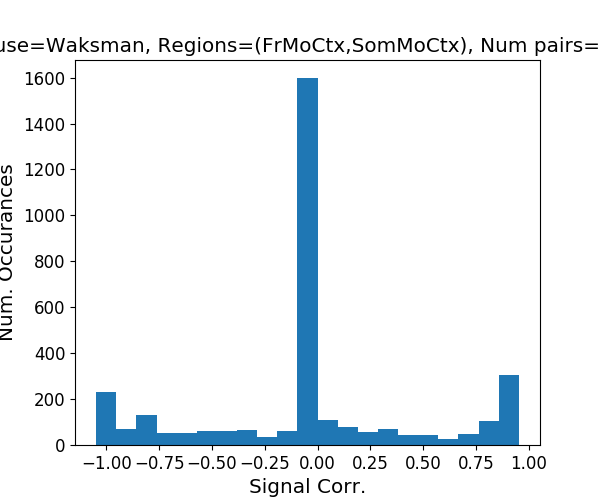 use=Waksman, Regions=(FrMoCtx,SomMoCtx), Num pairs=
1600
1400
1200
1000
800
600
400
200
0
Num. Occurances
−1.00 −0.75 −0.50 −0.25 0.00 0.25 0.50 0.75 1.00
Signal Corr.